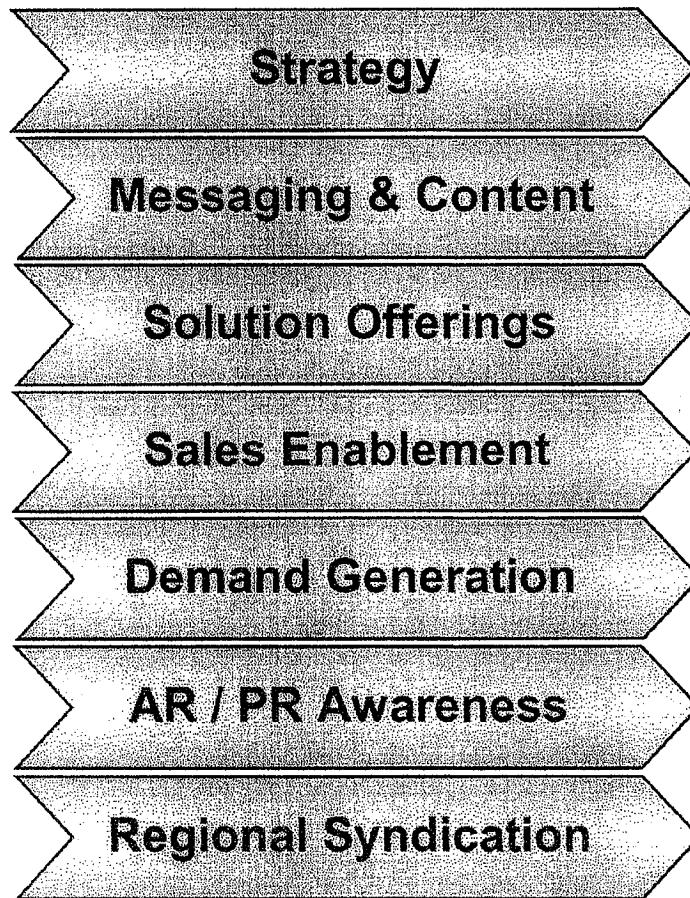 Strategy
Messaging & Content
Solution Offerings
Sales Enablement
Demand Generation
AR / PR Awareness
Regional Syndication